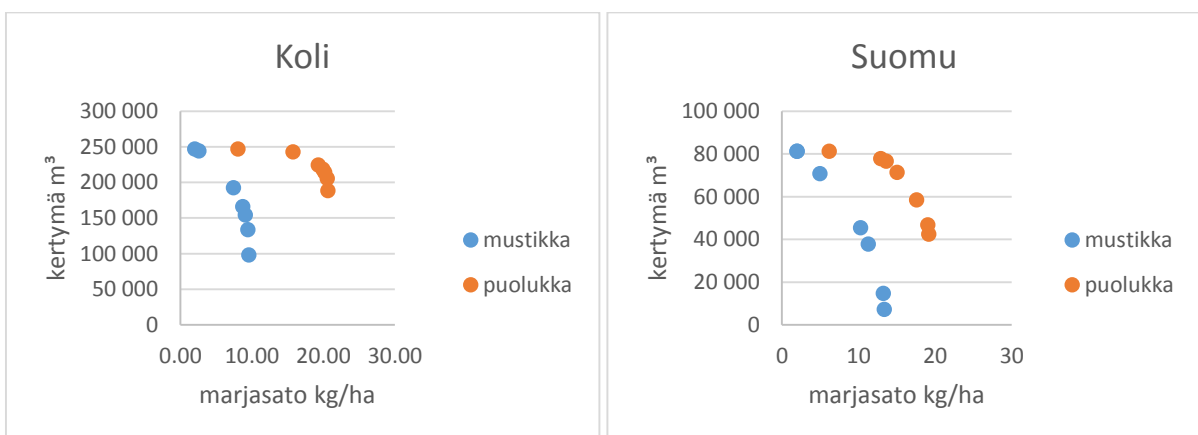 Koli
300 000
250 000
200 000
150 000
100 000
50 000
0
kertymä m³
0.00 10.00 20.00 30.00
marjasato kg/ha
mustikka
puolukka
Suomu
100 000
80 000
60 000
40 000
20 000
0
kertymä m³
0 10 20 30
marjasato kg/ha
mustikka
puolukka